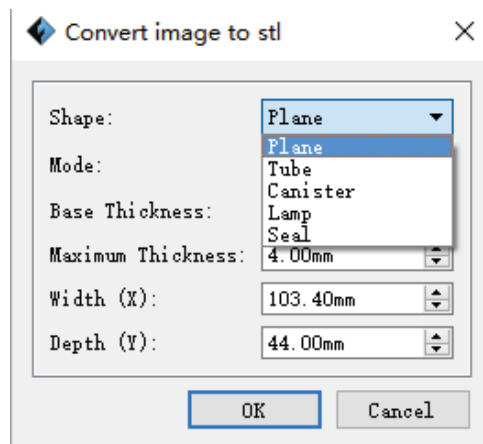 Convert image to stl
Shape:
Plane
Plane
Mode:
Tube
Canister
Base Thickness:
Lamp
Seal
Maximum Thickness:
4.00mm
Width (X):
103.40mm
Depth (Y):
44.00mm
OK
Cancel